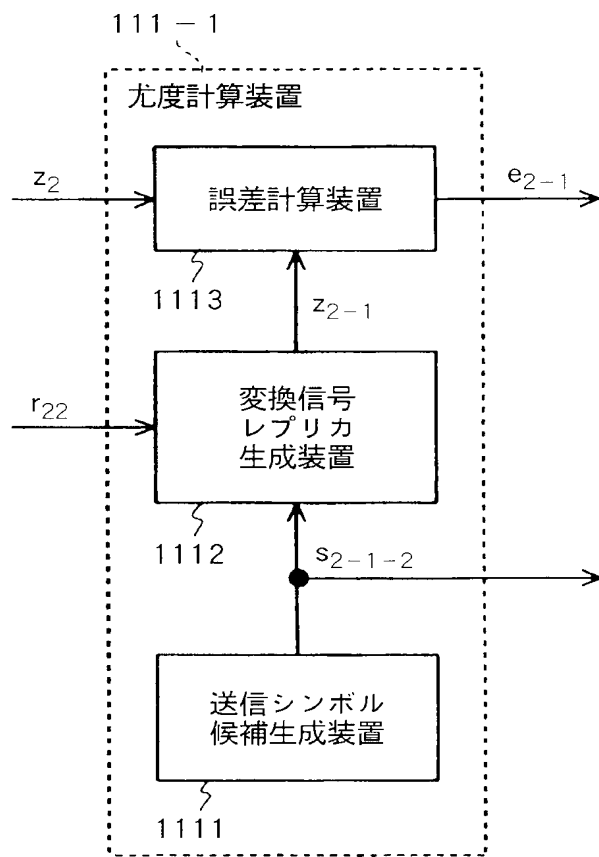 111-1
尤度計算装置
z2
誤差計算装置
e2-1
1113
z2-1
r22
変換信号
レプリカ
生成装置
1112
s2-1-2
送信シンボル
候補生成装置
1111